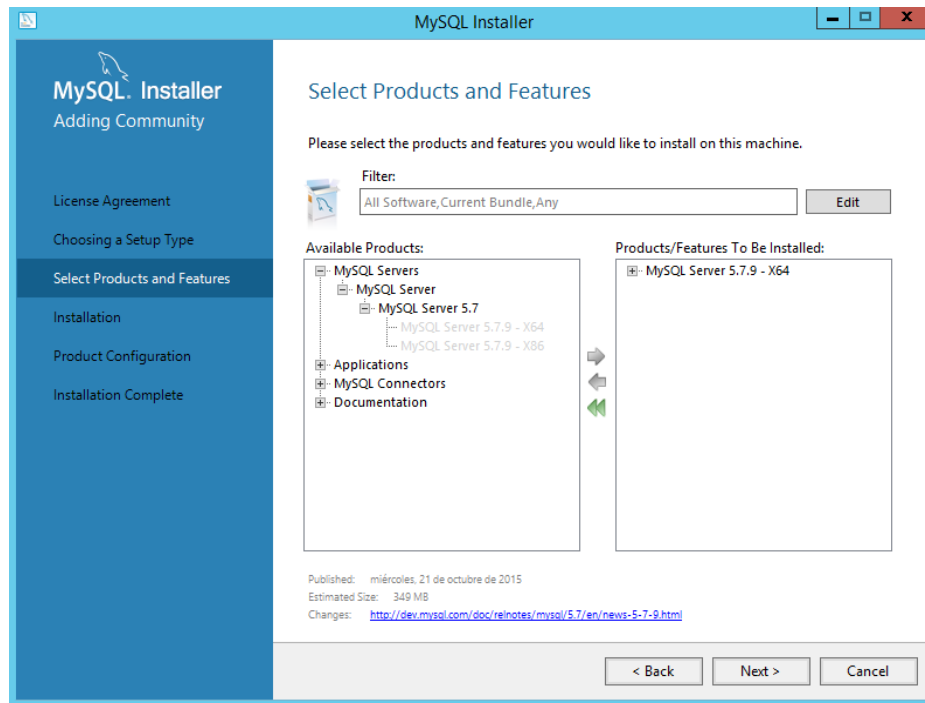 MySQL Installer
MySQL. Installer
Adding Community
License Agreement
Choosing a Setup Type
Select Products and Features
Installation
Product Configuration
Installation Complete
Select Products and Features
Please select the products and features you would like to install on this machine.
Filter:
All Software,Current Bundle,Any
Edit
Available Products:
MySQL Servers
MySQL Server
MySQL Server 5.7
MySQL Server 5.7.9 - X64
MySQL Server 5.7.9 - X86
Applications
MySQL Connectors
Documentation
Products/Features To Be Installed:
MySQL Server 5.7.9 - X64
Published: miércoles, 21 de octubre de 2015
Estimated Size: 349 MB
Changes: http://dev.mysql.com/doc/relnotes/mysql/5.7/en/news-5-7-9.html
< Back
Next >
Cancel